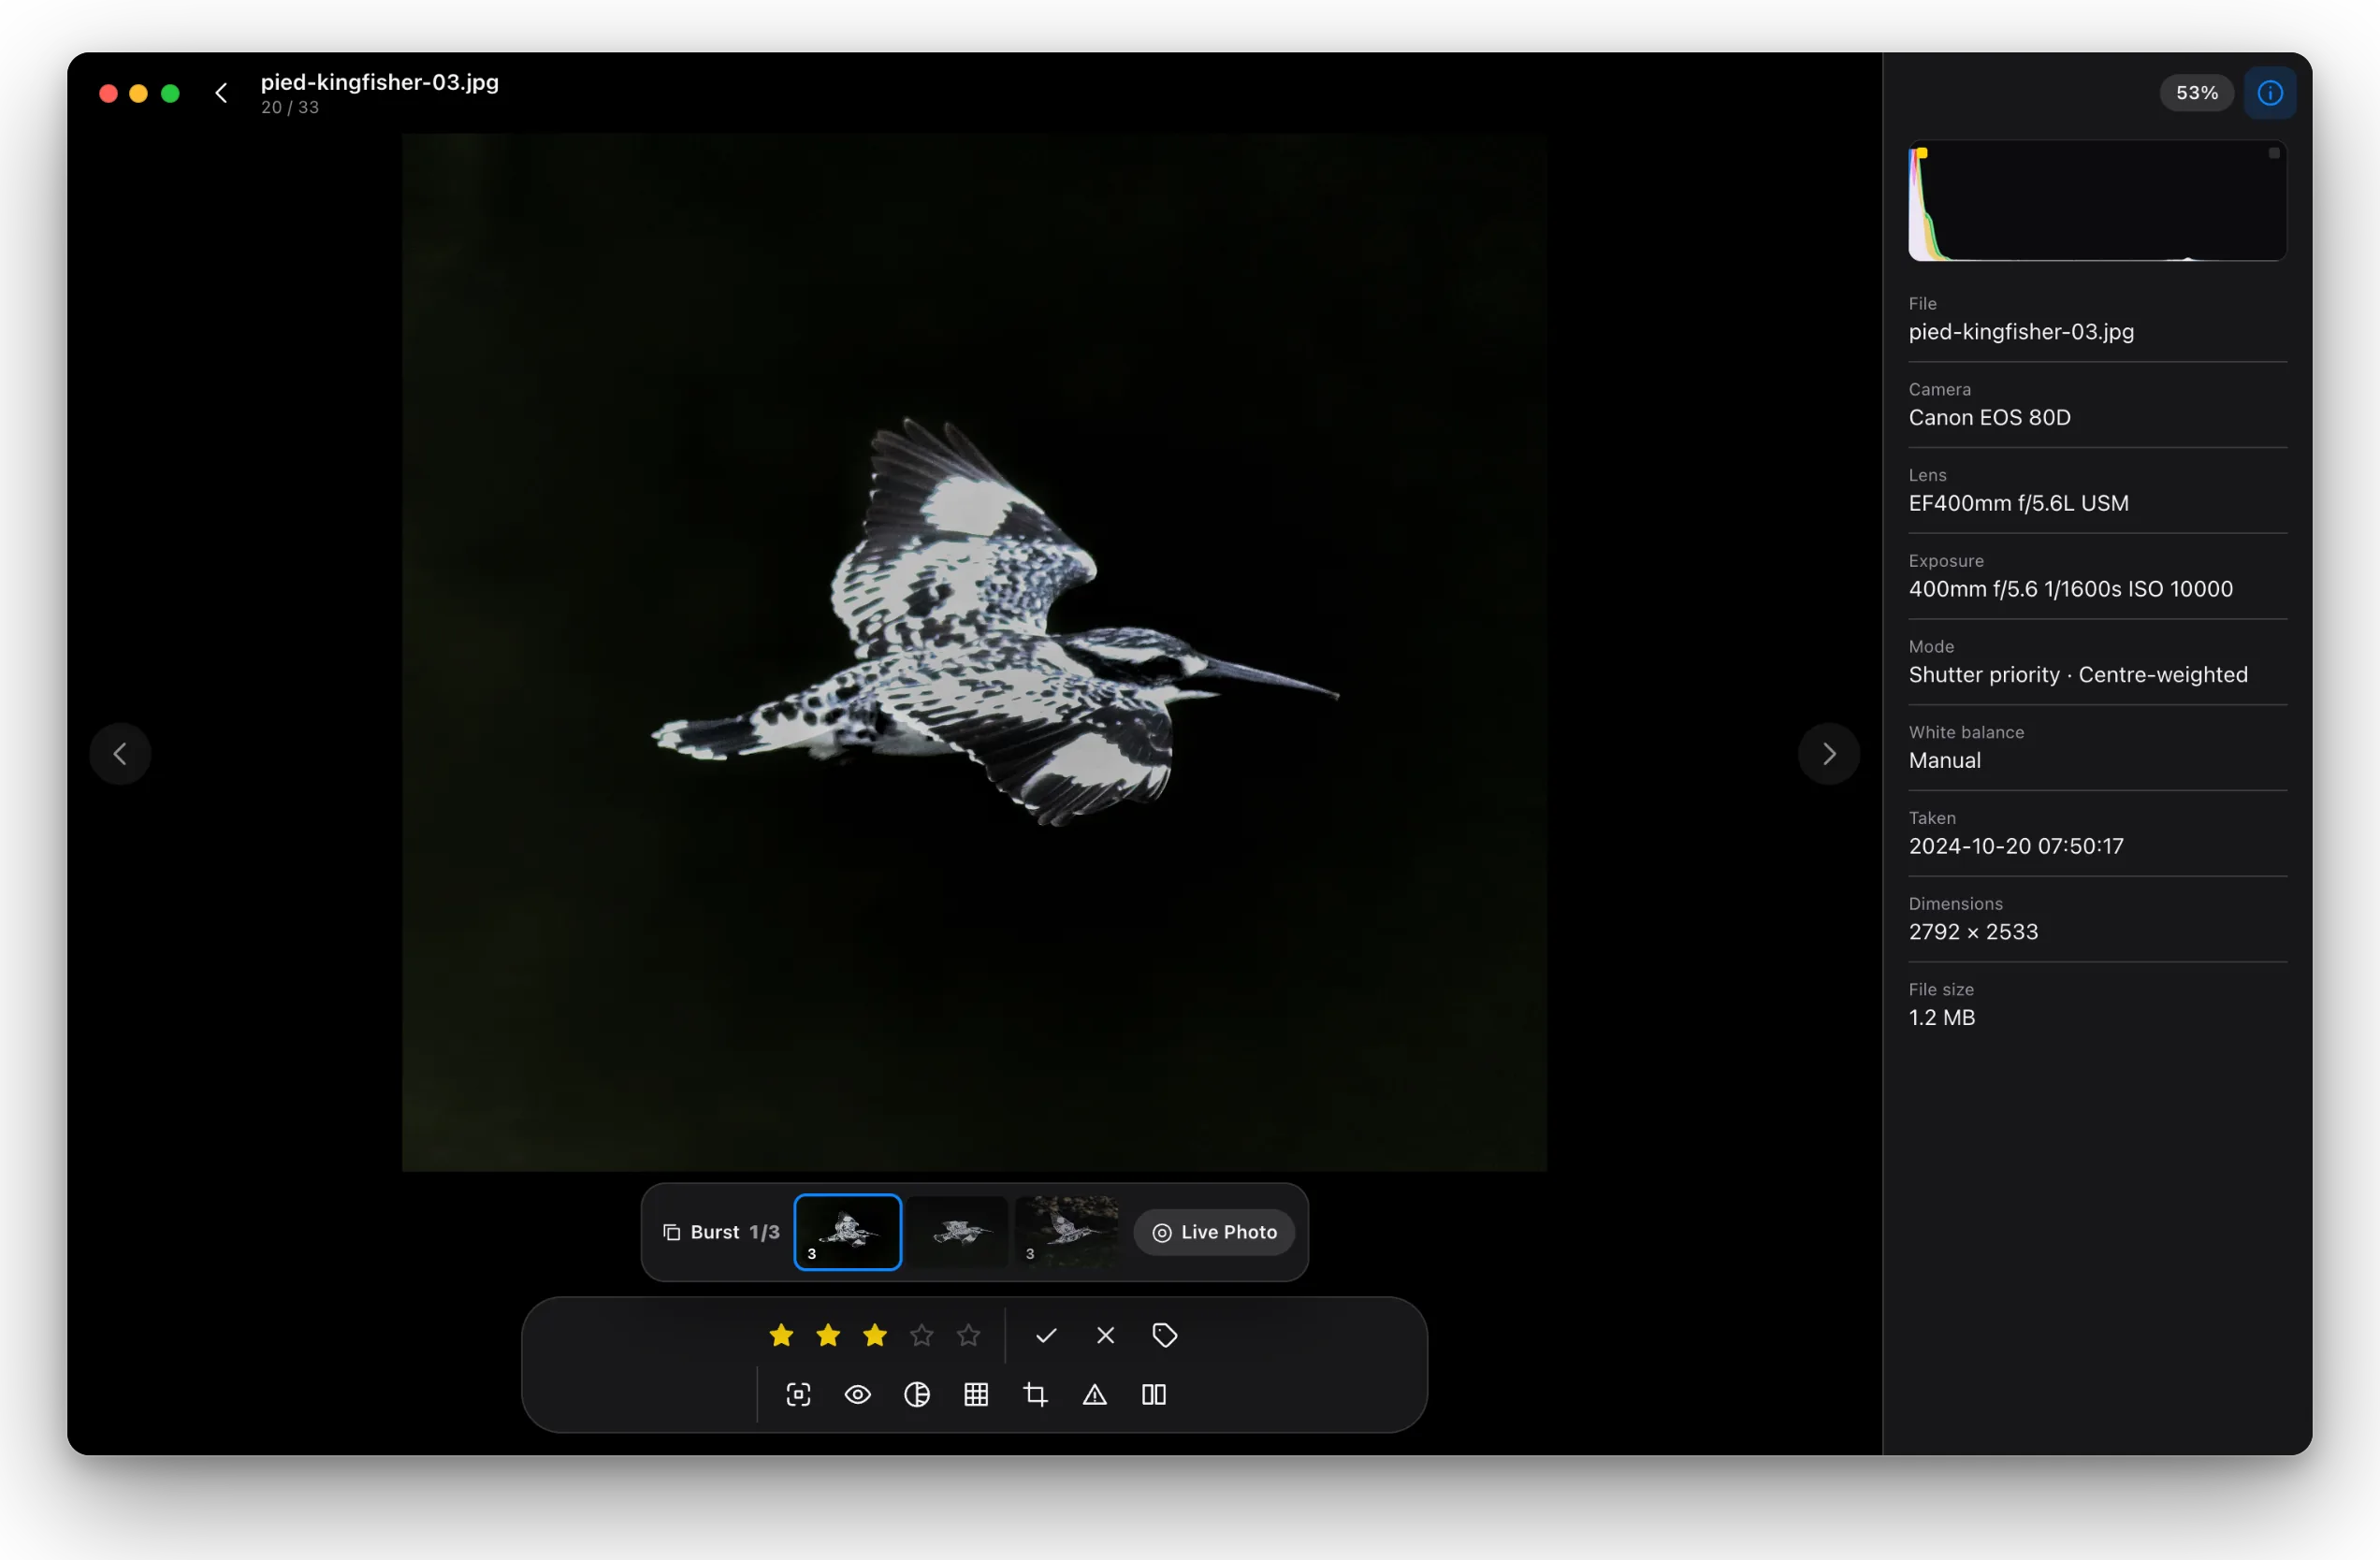 pied-kingfisher-03.jpg
20 / 33
53%
File
pied-kingfisher-03.jpg
Camera
Canon EOS 80D
Lens
EF400mm f/5.6L USM
Exposure
400mm f/5.6 1/1600s ISO 10000
Mode
Shutter priority · Centre-weighted
White balance
Manual
Taken
2024-10-20 07:50:17
Dimensions
2792 × 2533
File size
1.2 MB
Burst 1/3
3
3
Live Photo